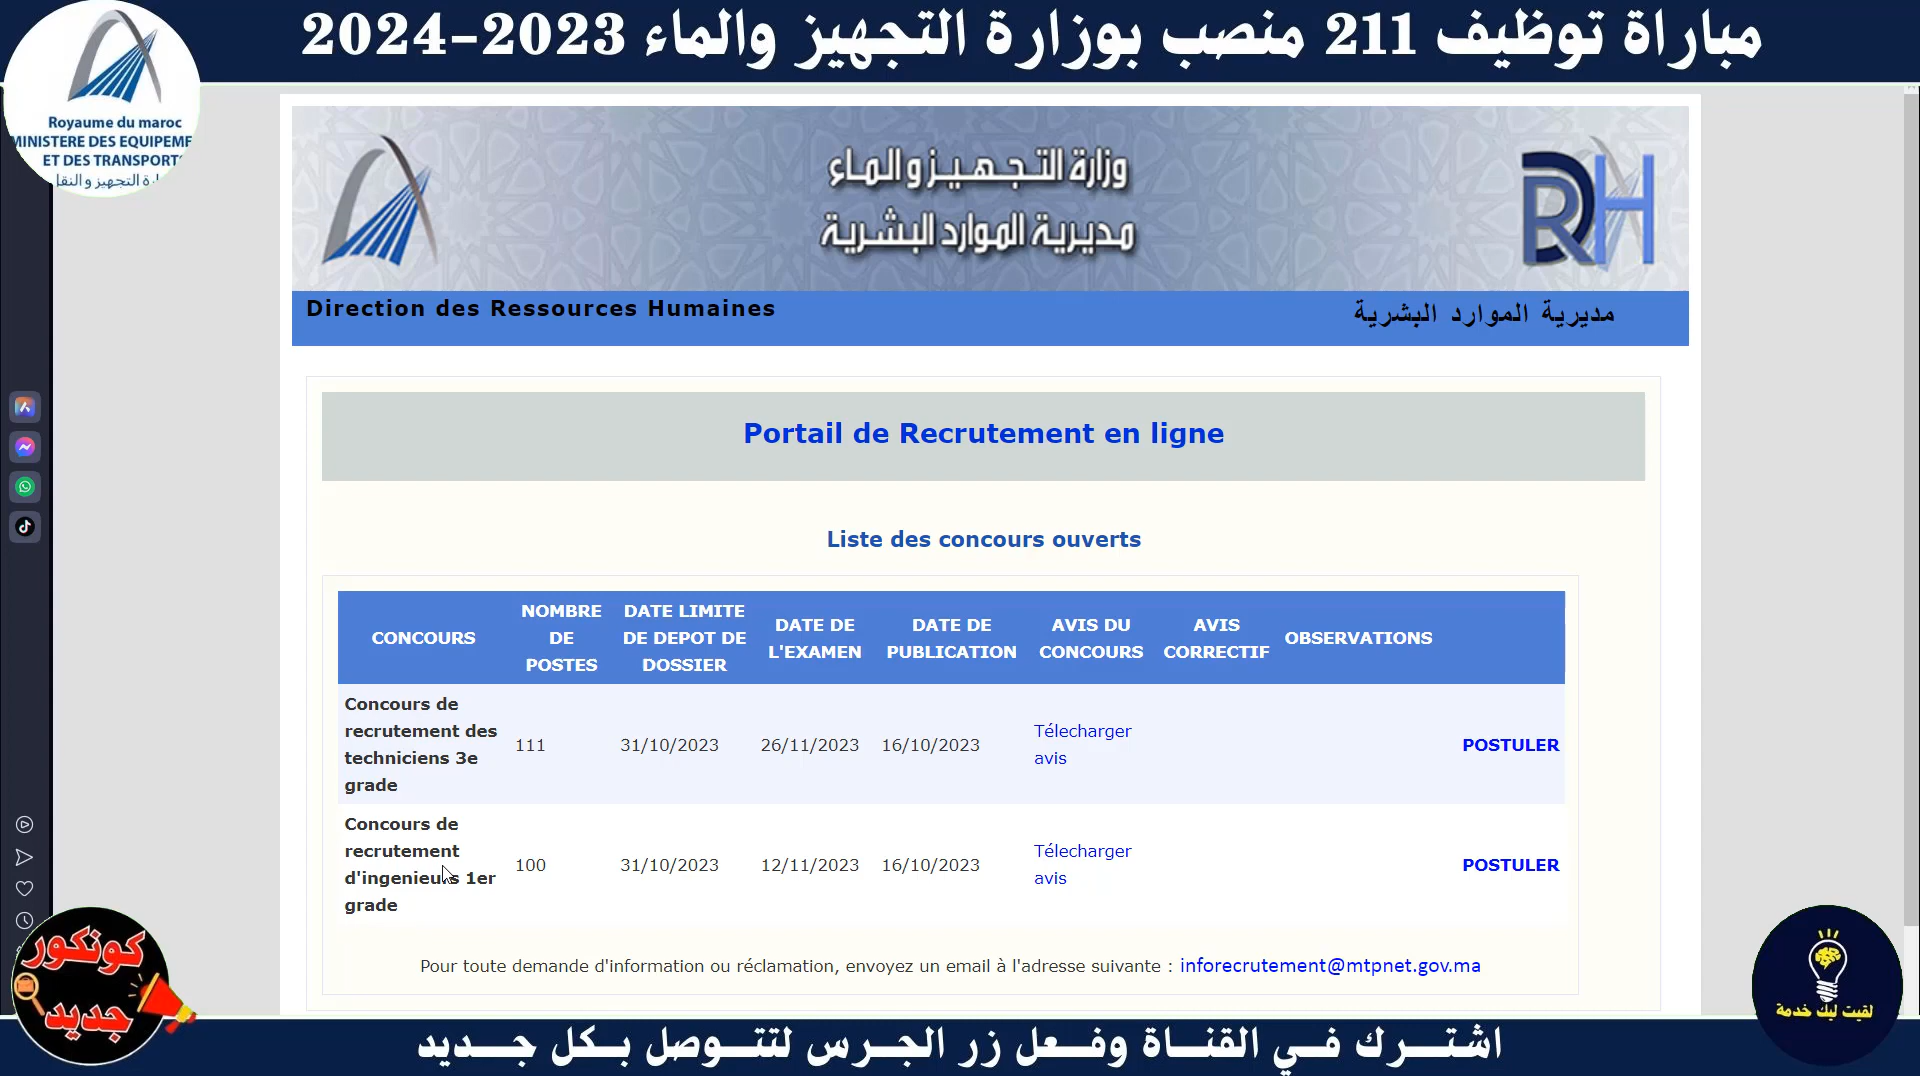 مباراة توظيف 211 منصب بوزارة التجهيز والماء 2023-2024
Royaume du maroc
MINISTERE DES EQUIPEME
ET DES TRANSPORT
رة التجهيز و النقل
وزارة التجهيز و الماء
مديرية الموارد البشرية
DRH
Direction des Ressources Humaines
مديرية الموارد البشرية
Portail de Recrutement en ligne
Liste des concours ouverts
CONCOURS
NOMBRE
DE
POSTES
DATE LIMITE
DE DEPOT DE
DOSSIER
DATE DE
L'EXAMEN
DATE DE
PUBLICATION
AVIS DU
CONCOURS
AVIS
CORRECTIF
OBSERVATIONS
Concours de
recrutement des
techniciens 3e
grade
111
31/10/2023
26/11/2023
16/10/2023
Télecharger
avis
POSTULER
Concours de
recrutement
d'ingenieurs 1er
grade
100
31/10/2023
12/11/2023
16/10/2023
Télecharger
avis
POSTULER
Pour toute demande d'information ou réclamation, envoyez un email à l'adresse suivante : inforecrutement@mtpnet.gov.ma
كونكور
جديد
لقيت ليك خدمة
اشترك في القناة وفعل زر الجرس لتتوصل بكل جديد